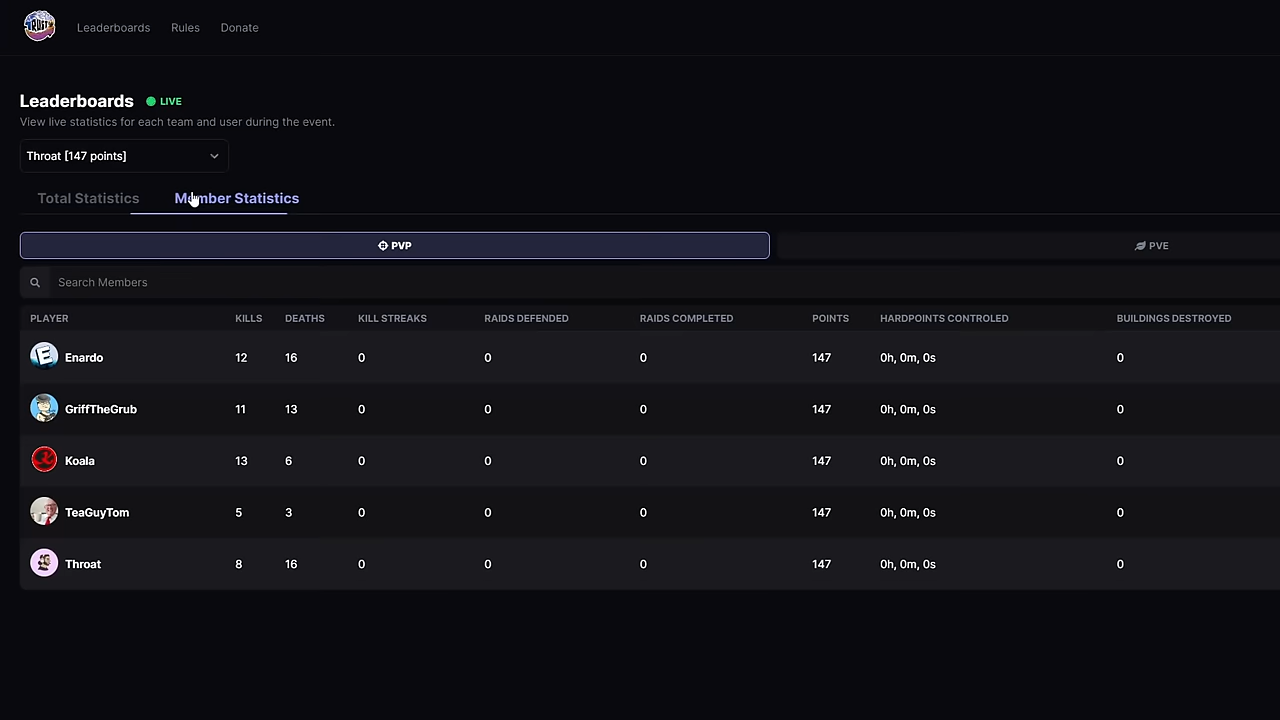 Leaderboards Rules Donate
Leaderboards LIVE
View live statistics for each team and user during the event.
Throat [147 points]
Total Statistics Member Statistics
PVP PVE
Search Members
PLAYER KILLS DEATHS KILL STREAKS RAIDS DEFENDED RAIDS COMPLETED POINTS HARDPOINTS CONTROLED BUILDINGS DESTROYED
Enardo 12 16 0 0 0 147 0h, 0m, 0s 0
GriffTheGrub 11 13 0 0 0 147 0h, 0m, 0s 0
Koala 13 6 0 0 0 147 0h, 0m, 0s 0
TeaGuyTom 5 3 0 0 0 147 0h, 0m, 0s 0
Throat 8 16 0 0 0 147 0h, 0m, 0s 0